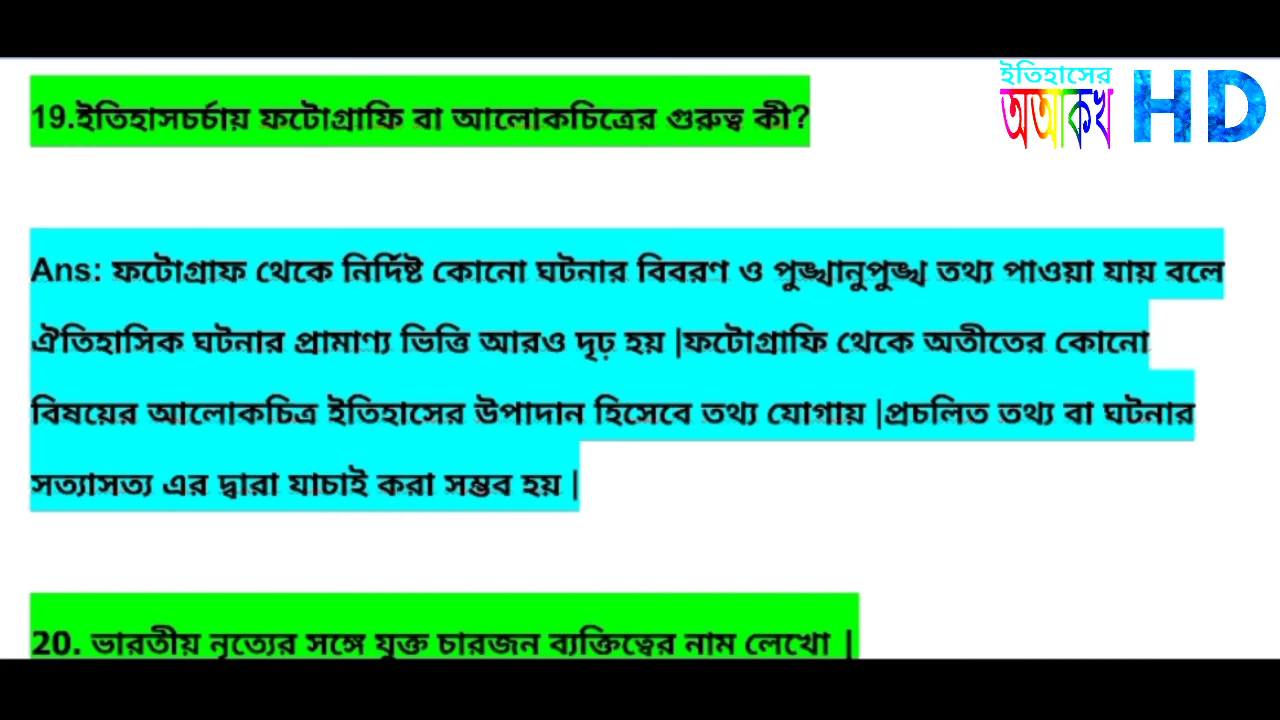 ইতিহাসের
অআকখ HD
19.ইতিহাসচর্চায় ফটোগ্রাফি বা আলোকচিত্রের গুরুত্ব কী?
Ans: ফটোগ্রাফ থেকে নির্দিষ্ট কোনো ঘটনার বিবরণ ও পুঙ্খানুপুঙ্খ তথ্য পাওয়া যায় বলে
ঐতিহাসিক ঘটনার প্রামাণ্য ভিত্তি আরও দৃঢ় হয় |ফটোগ্রাফি থেকে অতীতের কোনো
বিষয়ের আলোকচিত্র ইতিহাসের উপাদান হিসেবে তথ্য যোগায় |প্রচলিত তথ্য বা ঘটনার
সত্যাসত্য এর দ্বারা যাচাই করা সম্ভব হয় |
20. ভারতীয় নৃত্যের সঙ্গে যুক্ত চারজন ব্যক্তিত্বের নাম লেখো |